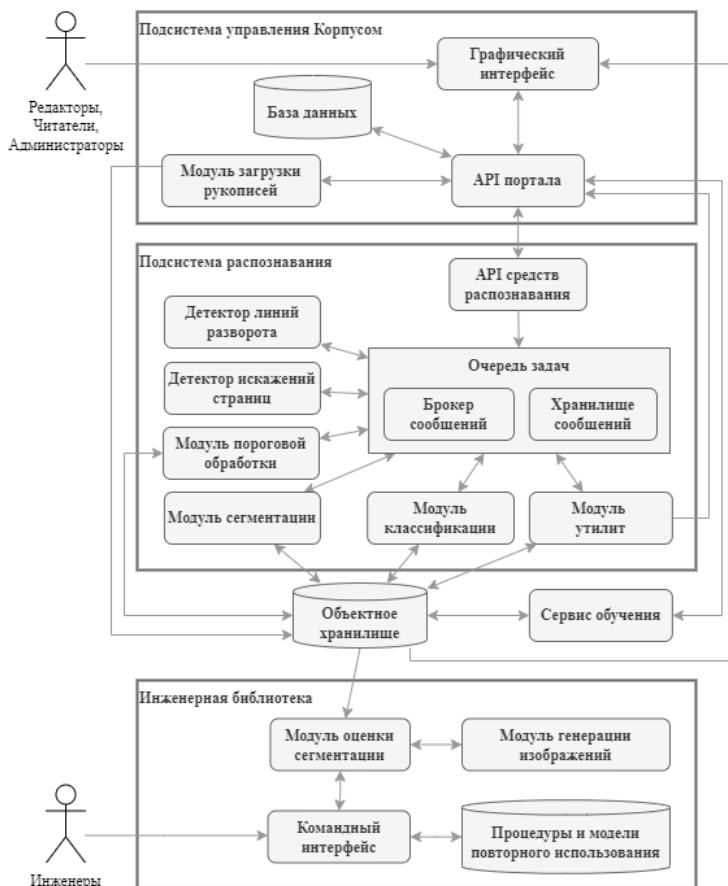 Подсистема управления Корпусом
Графический
интерфейс
База данных
Редакторы,
Читатели,
Администраторы
Модуль загрузки
рукописей
API портала
Подсистема распознавания
API средств
распознавания
Детектор линий
разворота
Очередь задач
Детектор искажений
страниц
Брокер
сообщений
Хранилище
сообщений
Модуль пороговой
обработки
Модуль сегментации
Модуль
классификации
Модуль
утилит
Объектное
хранилище
Сервис обучения
Инженерная библиотека
Модуль оценки
сегментации
Модуль генерации
изображений
Командный
интерфейс
Процедуры и модели
повторного использования
Инженеры